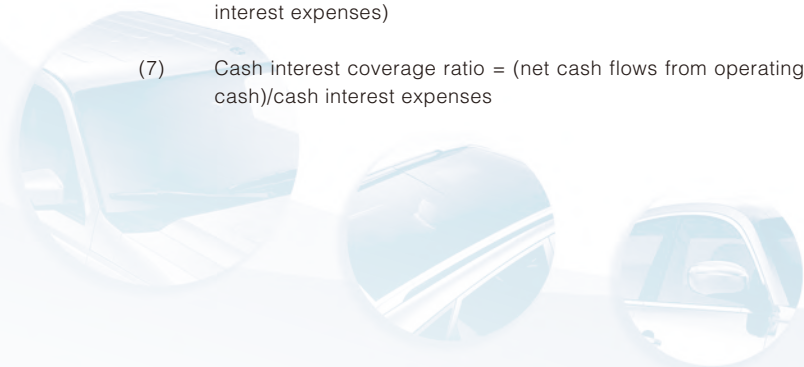 interest expenses)
(7) Cash interest coverage ratio = (net cash flows from operating
cash)/cash interest expenses